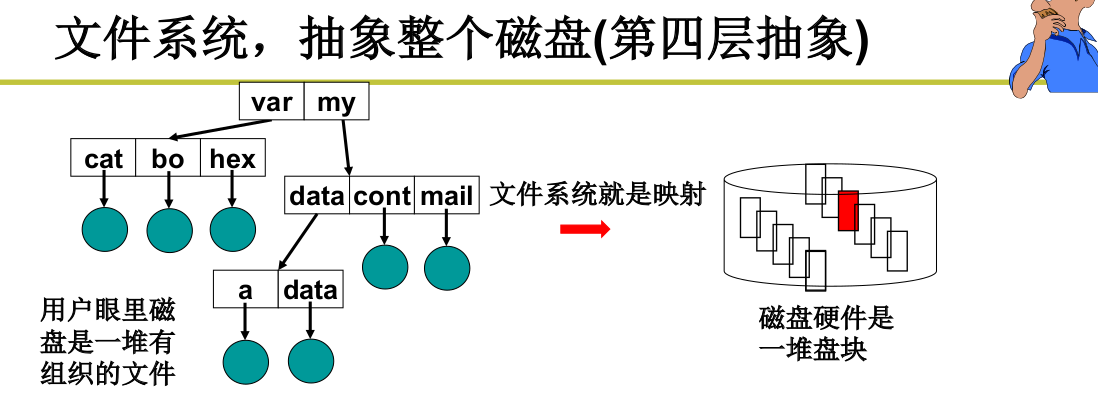 文件系统，抽象整个磁盘(第四层抽象)
var my
cat bo hex
data cont mail
文件系统就是映射
a data
用户眼里磁
盘是一堆有
组织的文件
磁盘硬件是
一堆盘块